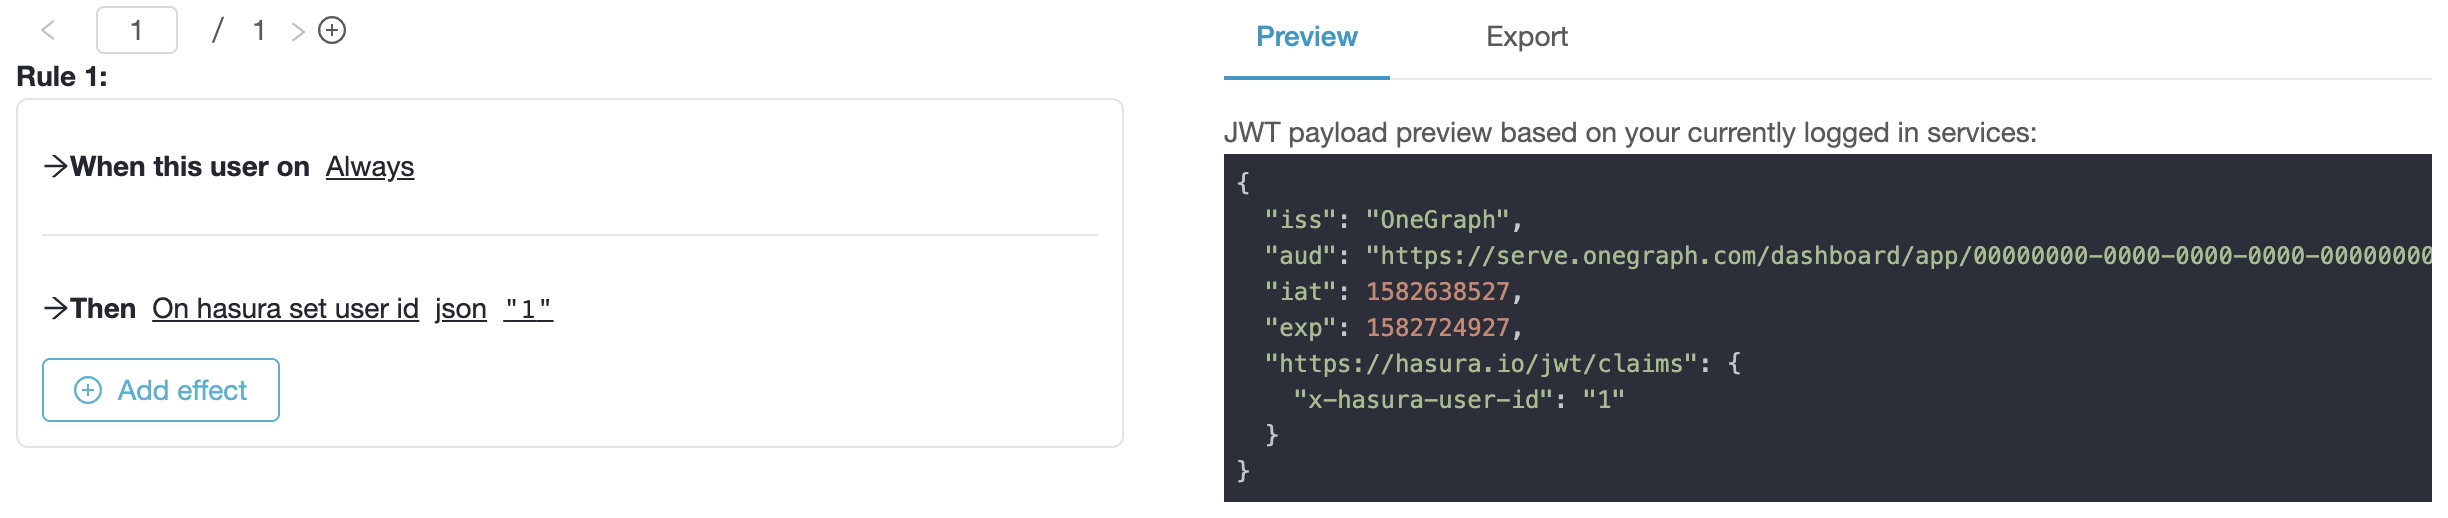 < 1 / 1 >
Rule 1:
→When this user on Always
→Then On hasura set user id json "1"
Add effect
Preview Export
JWT payload preview based on your currently logged in services:
{
"iss": "OneGraph",
"aud": "https://serve.onegraph.com/dashboard/app/00000000-0000-0000-0000-00000000
"iat": 1582638527,
"exp": 1582724927,
"https://hasura.io/jwt/claims": {
"x-hasura-user-id": "1"
}
}